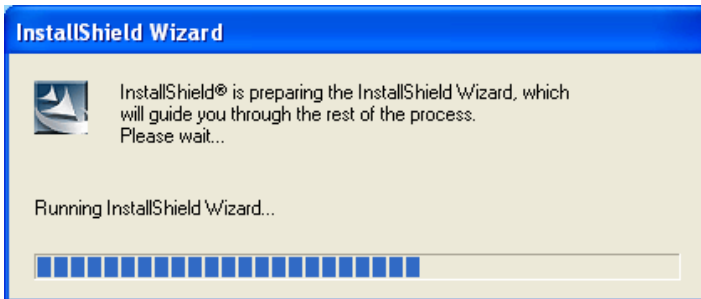 InstallShield Wizard
InstallShield® is preparing the InstallShield Wizard, which
will guide you through the rest of the process.
Please wait...
Running InstallShield Wizard...